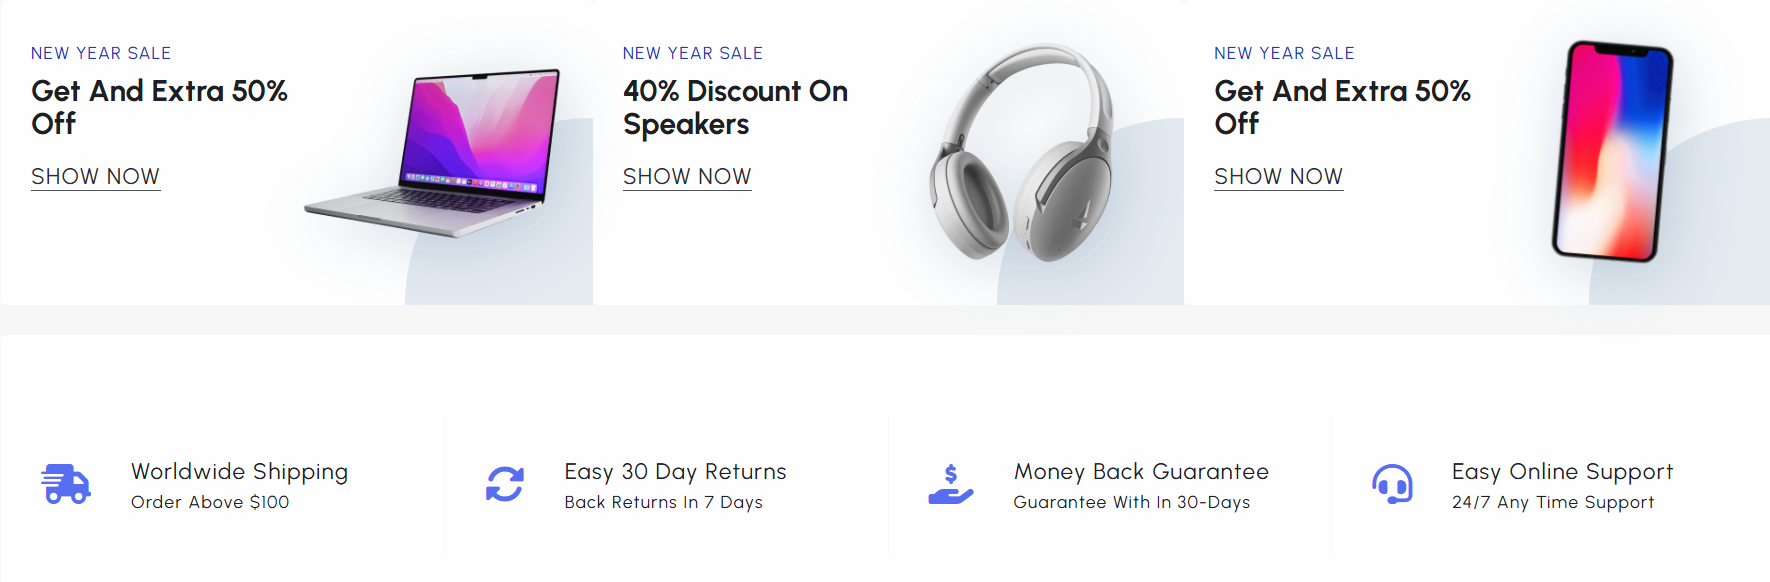 NEW YEAR SALE
Get And Extra 50%
Off
SHOW NOW
NEW YEAR SALE
40% Discount On
Speakers
SHOW NOW
NEW YEAR SALE
Get And Extra 50%
Off
SHOW NOW
Worldwide Shipping
Order Above $100
Easy 30 Day Returns
Back Returns In 7 Days
$
Money Back Guarantee
Guarantee With In 30-Days
Easy Online Support
24/7 Any Time Support